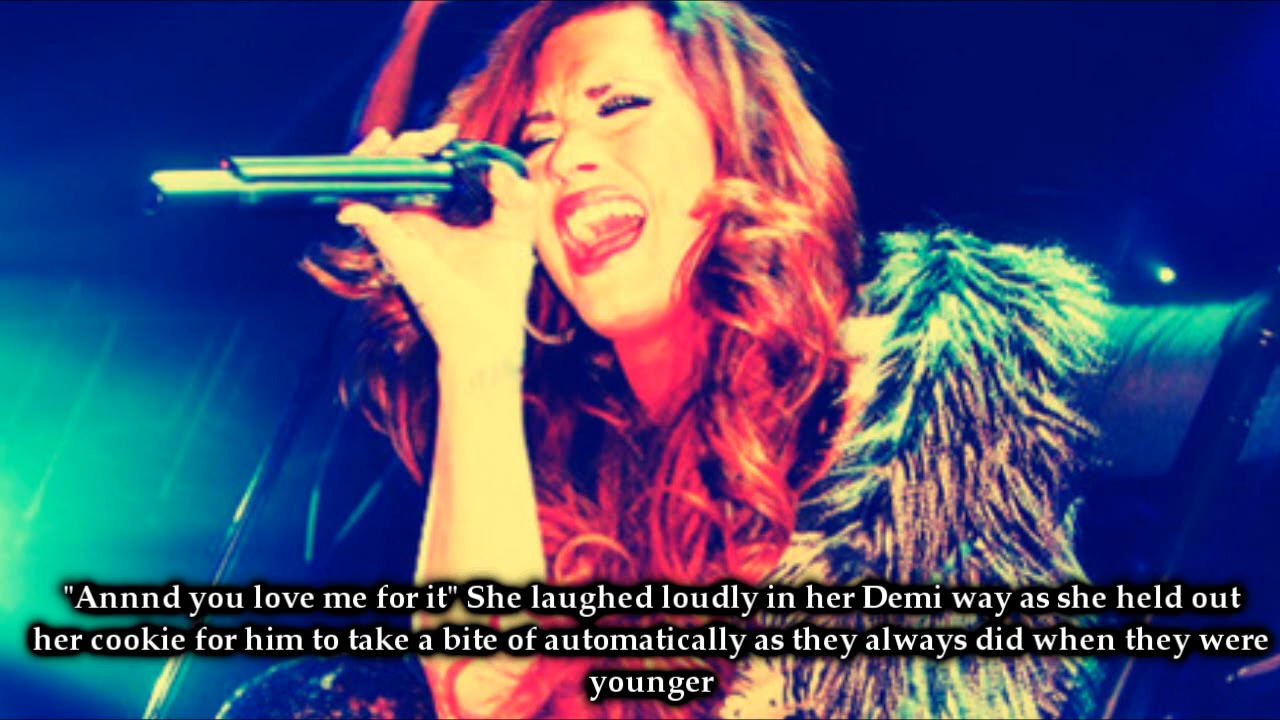 "Annnd you love me for it" She laughed loudly in her Demi way as she held out
her cookie for him to take a bite of automatically as they always did when they were
younger